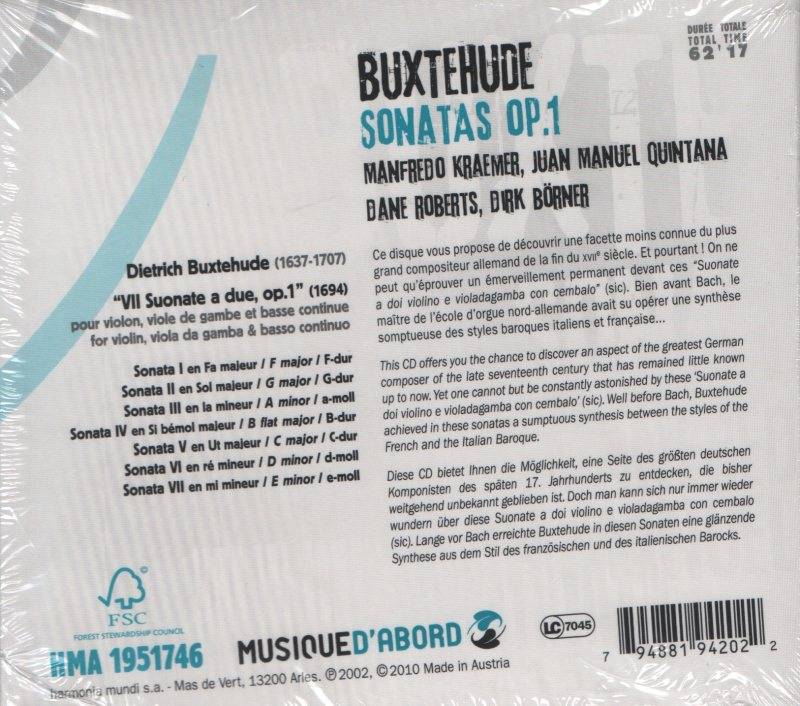 DURÉE TOTALE
TOTAL TIME
62'17
BUXTEHUDE
SONATAS OP.1
MANFREDO KRAEMER, JUAN MANUEL QUINTANA
DANE ROBERTS, DIRK BÖRNER
Dietrich Buxtehude (1637-1707)
“VII Suonate a due, op.1” (1694)
pour violon, viole de gambe et basse continue
for violin, viola da gamba & basso continuo
Sonata I en Fa majeur / F major / F-dur
Sonata II en Sol majeur / G major / G-dur
Sonata III en la mineur / A minor / a-moll
Sonata IV en Si bémol majeur / B flat major / B-dur
Sonata V en Ut majeur / C major / C-dur
Sonata VI en ré mineur / D minor / d-moll
Sonata VII en mi mineur / E minor / e-moll
Ce disque vous propose de découvrir une facette moins connue du plus
grand compositeur allemand de la fin du XVIIe siècle. Et pourtant ! On ne
peut qu'éprouver un émerveillement permanent devant ces “Suonate
a doi violino e violadagamba con cembalo” (sic). Bien avant Bach, le
maître de l'école d'orgue nord-allemande avait su opérer une synthèse
somptueuse des styles baroques italiens et française...
This CD offers you the chance to discover an aspect of the greatest German
composer of the late seventeenth century that has remained little known
up to now. Yet one cannot but be constantly astonished by these ‘Suonate a
doi violino e violadagamba con cembalo’ (sic). Well before Bach, Buxtehude
achieved in these sonatas a sumptuous synthesis between the styles of the
French and the Italian Baroque.
Diese CD bietet Ihnen die Möglichkeit, eine Seite des größten deutschen
Komponisten des späten 17. Jahrhunderts zu entdecken, die bisher
weitgehend unbekannt geblieben ist. Doch man kann sich nur immer wieder
wundern über diese Suonate a doi violino e violadagamba con cembalo
(sic). Lange vor Bach erreichte Buxtehude in diesen Sonaten eine glänzende
Synthese aus dem Stil des französischen und des italienischen Barocks.
©
FSC
FOREST STEWARDSHIP COUNCIL
HMA 1951746
MUSIQUE D'ABORD
LC 7045
7 94881 94202 2
harmonia mundi s.a. - Mas de Vert, 13200 Arles. ℗2002, ©2010 Made in Austria